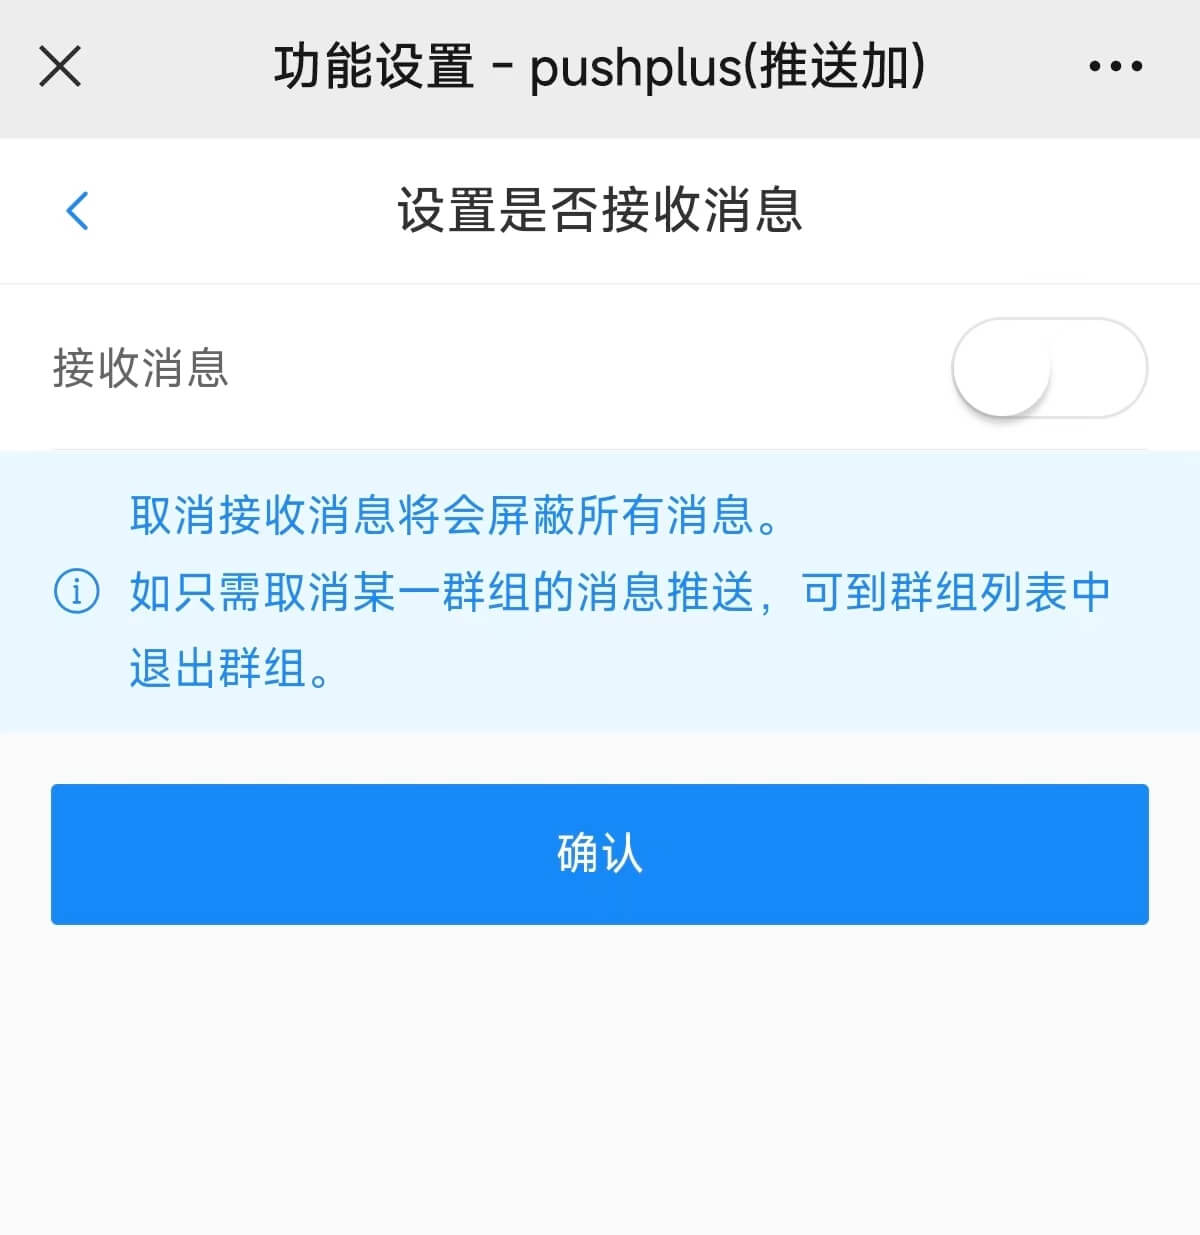 功能设置 - pushplus(推送加)
设置是否接收消息
接收消息
取消接收消息将会屏蔽所有消息。
如只需取消某一群组的消息推送，可到群组列表中
退出群组。
确认